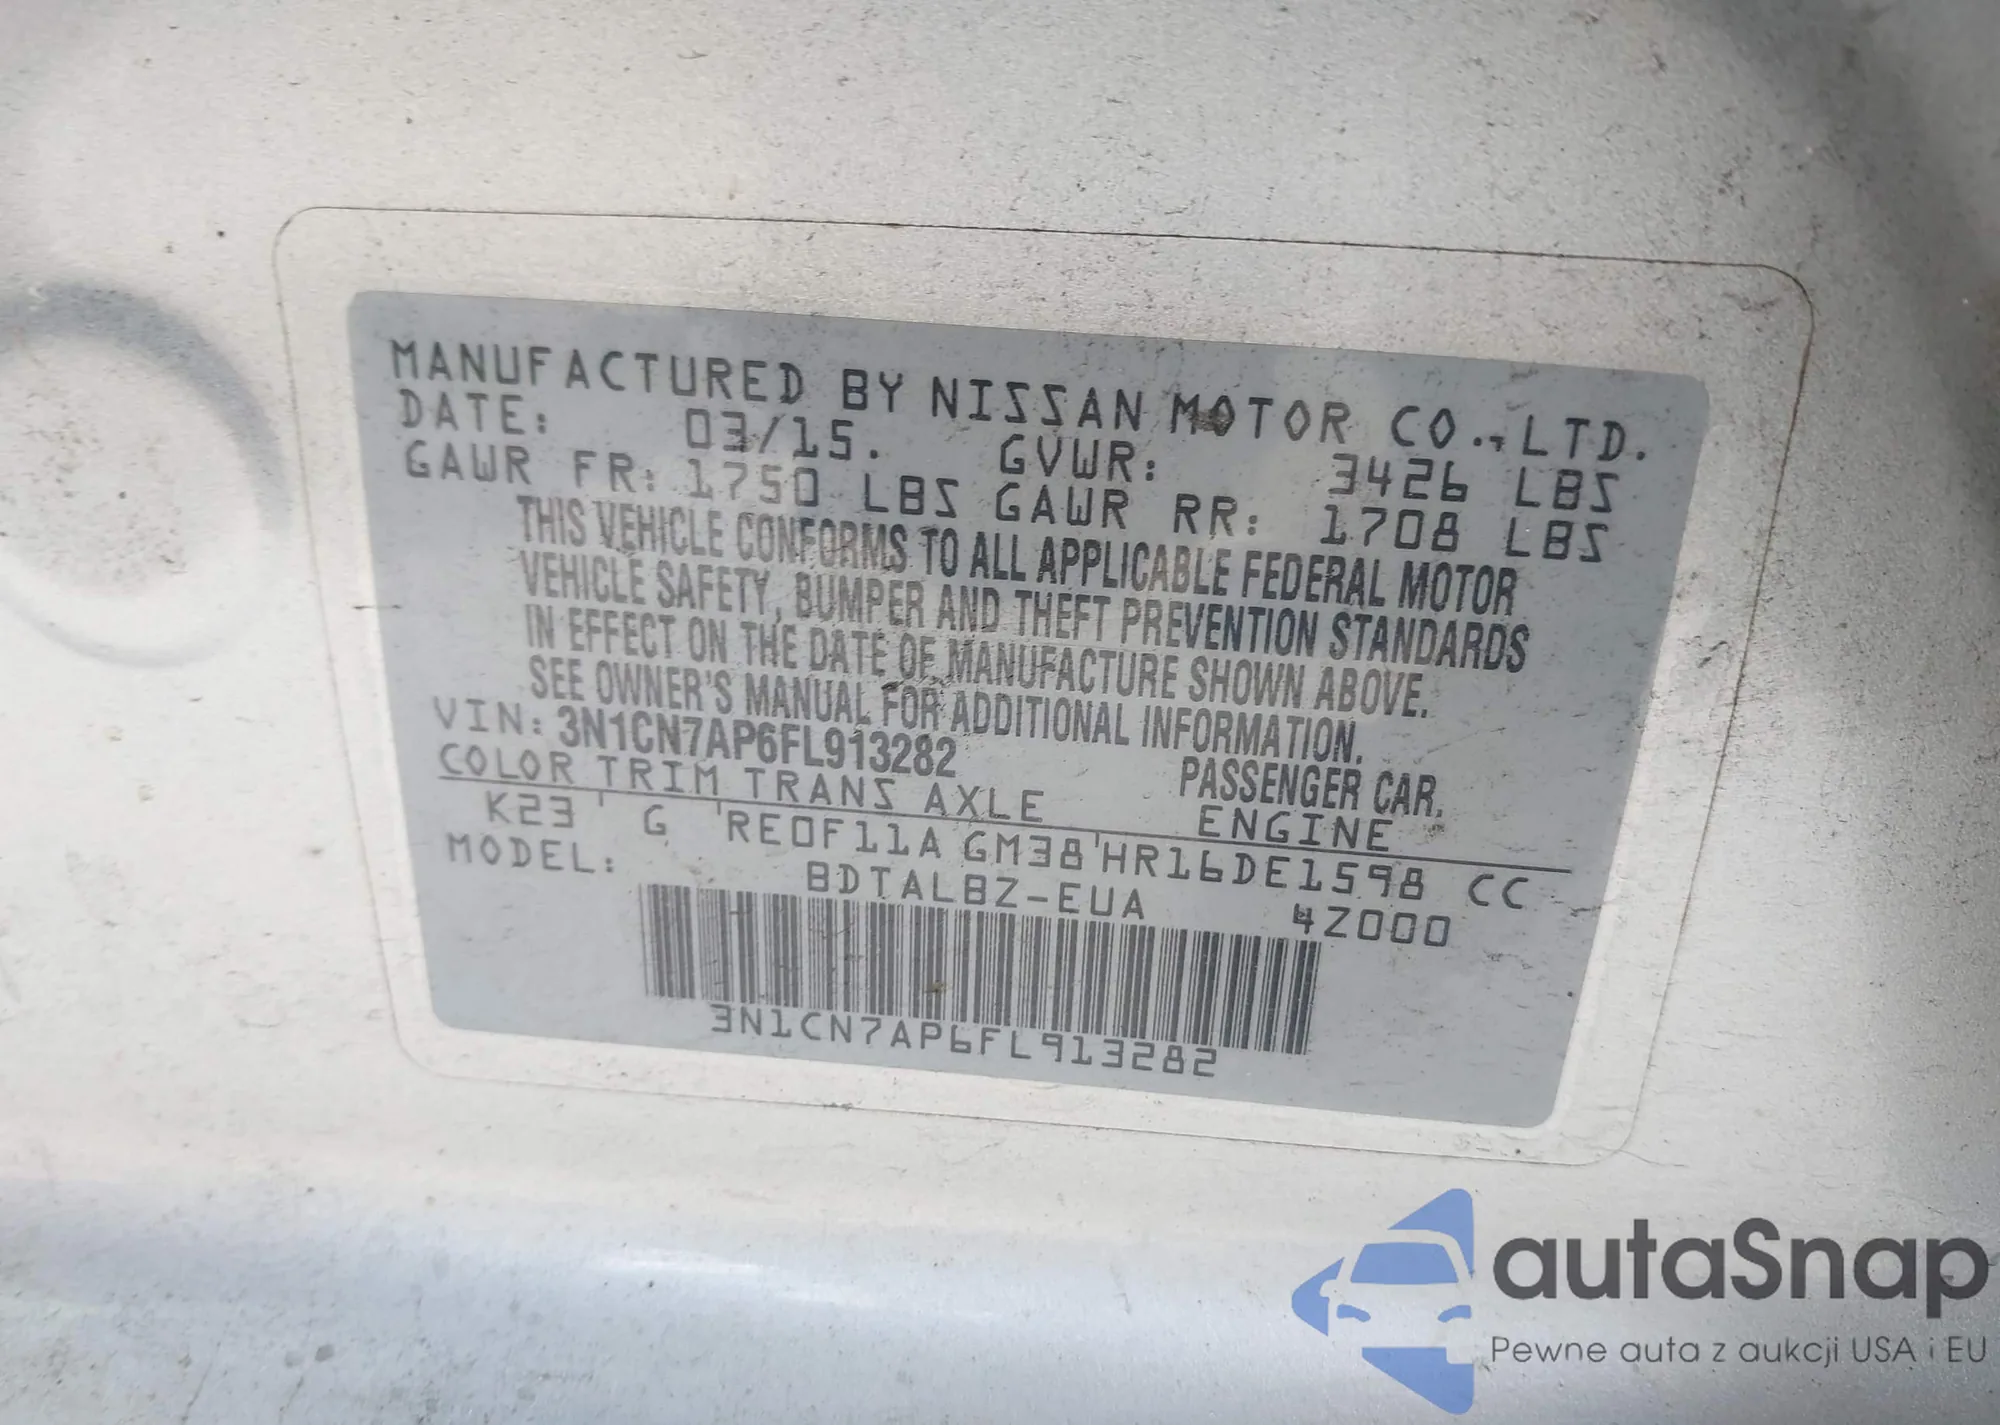 MANUFACTURED BY NISSAN MOTOR CO., LTD.
DATE: 03/15. GVWR: 3426 LBS
GAWR FR: 1750 LBS GAWR RR: 1708 LBS
THIS VEHICLE CONFORMS TO ALL APPLICABLE FEDERAL MOTOR
VEHICLE SAFETY, BUMPER AND THEFT PREVENTION STANDARDS
IN EFFECT ON THE DATE OF MANUFACTURE SHOWN ABOVE.
SEE OWNER'S MANUAL FOR ADDITIONAL INFORMATION.
VIN: 3N1CN7AP6FL913282 PASSENGER CAR.
COLOR TRIM TRANS AXLE ENGINE
K23 G RE0F11A GM38 HR16DE1598 CC
MODEL: BDTALBZ-EUA 4Z000
3N1CN7AP6FL913282
autaSnap
Pewne auta z aukcji USA i EU